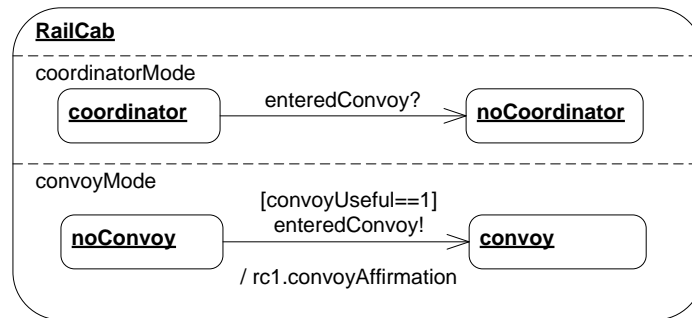 RailCab
coordinatorMode
coordinator
enteredConvoy?
noCoordinator
convoyMode
[convoyUseful==1]
noConvoy
enteredConvoy!
convoy
/ rc1.convoyAffirmation